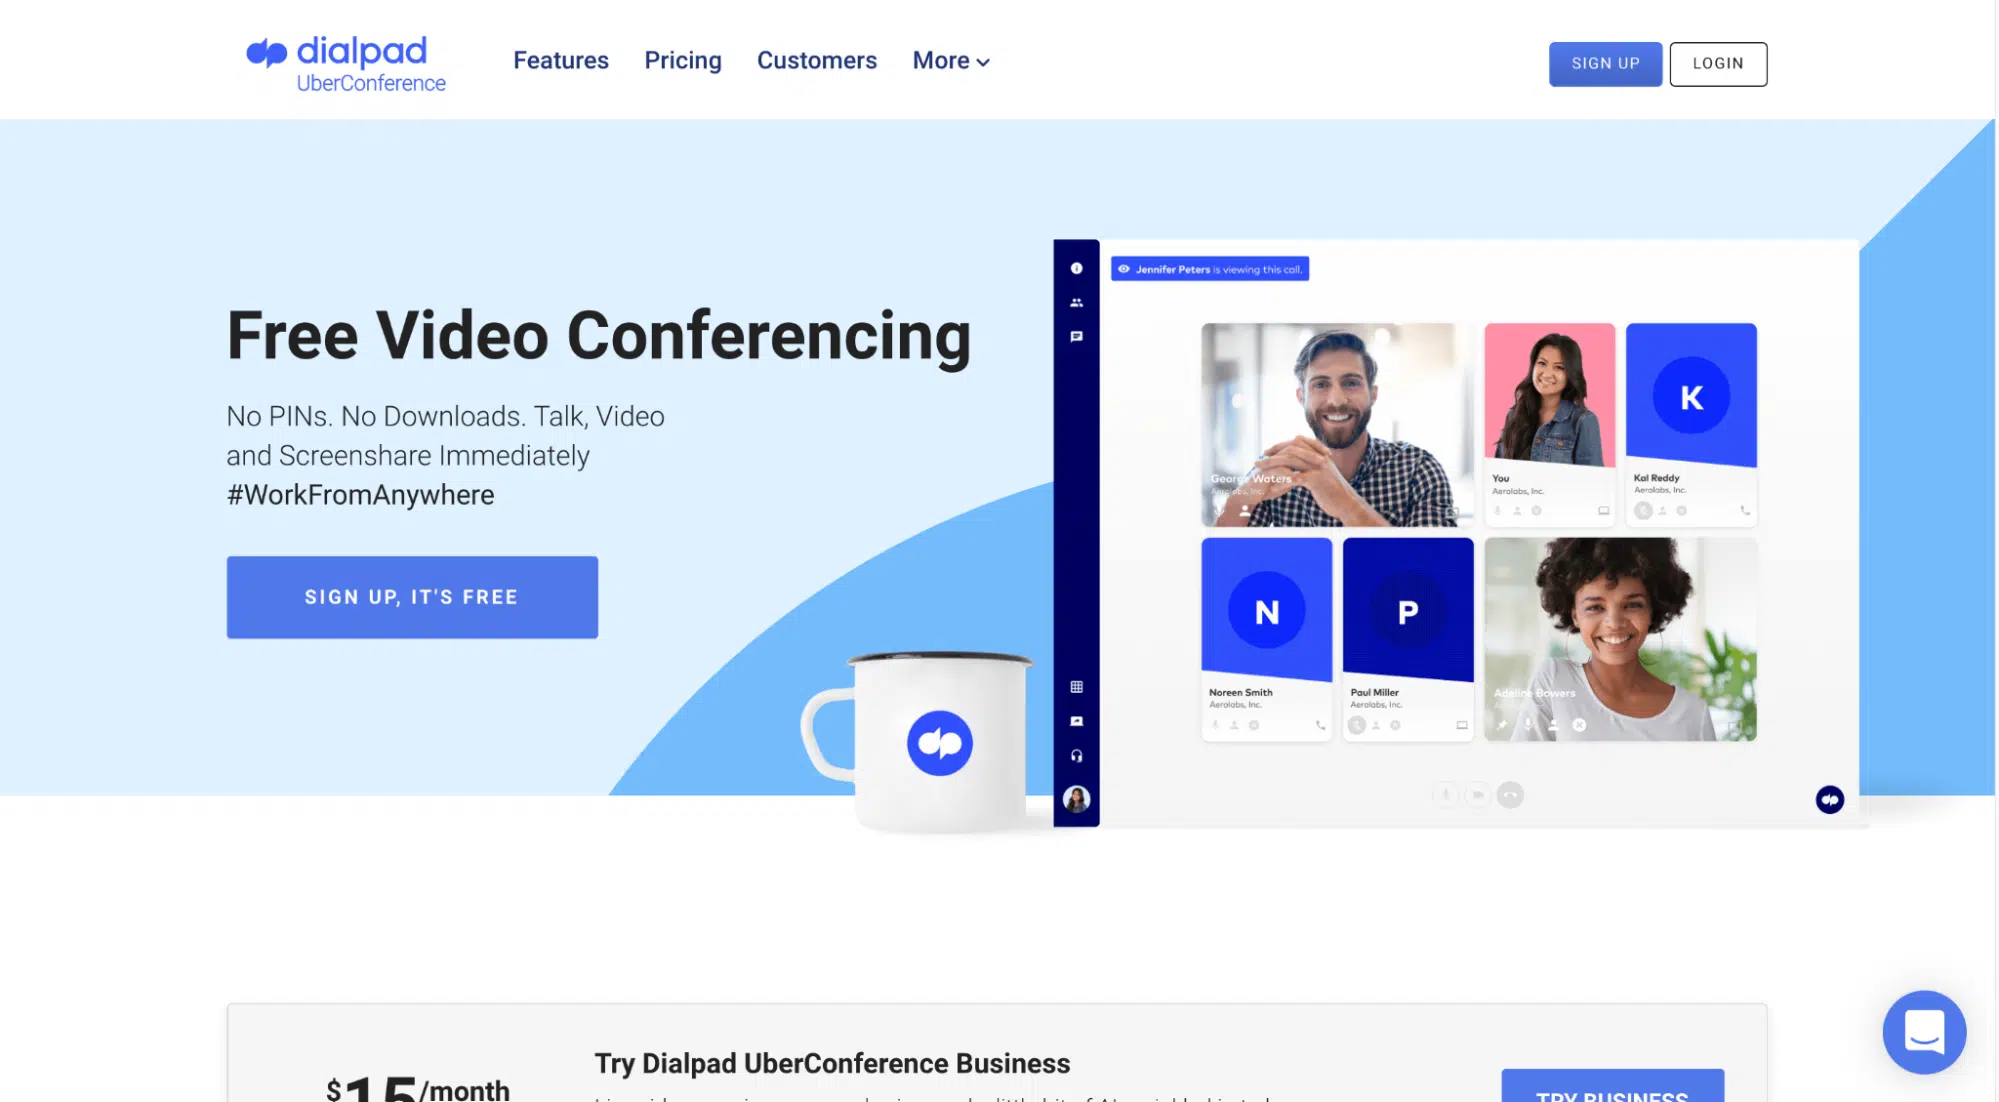 dialpad
UberConference
Features
Pricing
Customers
More
SIGN UP
LOGIN
Free Video Conferencing
No PINs. No Downloads. Talk, Video
and Screenshare Immediately
#WorkFromAnywhere
SIGN UP, IT'S FREE
Jennifer Peters is viewing this call.
George Waters
Aerolabs, Inc.
You
Aerolabs, Inc.
K
Kal Reddy
Aerolabs, Inc.
N
Noreen Smith
Aerolabs, Inc.
P
Paul Miller
Aerolabs, Inc.
Adeline Bowers
dp
dp
$15/month
Try Dialpad UberConference Business
TRY BUSINESS